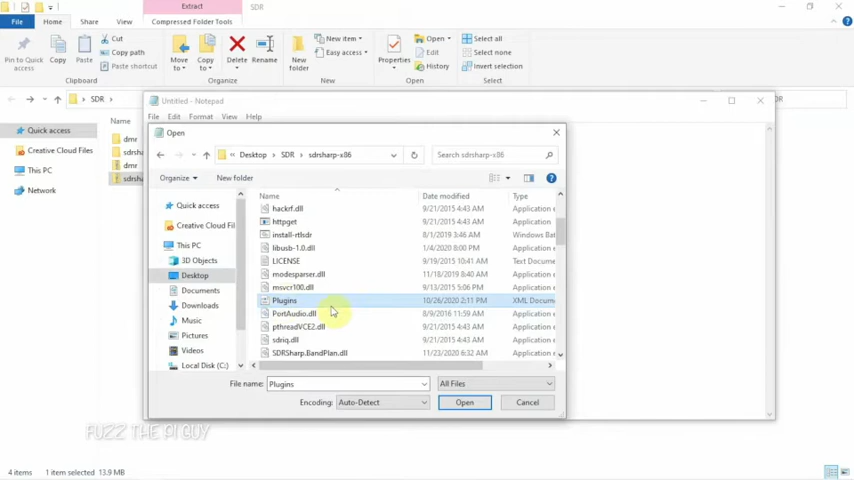 Extract
SDR
File
Home
Share
View
Compressed Folder Tools
Pin to Quick access
Copy
Paste
Cut
Copy path
Paste shortcut
Clipboard
Move to
Copy to
Delete
Rename
Organize
New folder
New item
Easy access
New
Properties
Open
Edit
History
Open
Select all
Select none
Invert selection
Select
SDR
Quick access
Creative Cloud Files
This PC
Network
Name
dmr
dmr
Untitled - Notepad
File Edit Format View Help
Open
« Desktop > SDR > sdrsharp-x86
Search sdrsharp-x86
Organize
New folder
Quick access
Creative Cloud Fil
This PC
3D Objects
Desktop
Documents
Downloads
Music
Pictures
Videos
Local Disk (C:)
Name Date modified Type
hackrf.dll 9/21/2015 4:43 AM Application e
httpget 9/21/2015 4:43 AM Application
install-rtlsdr 8/1/2019 3:46 AM Windows Bat
libusb-1.0.dll 1/4/2020 8:00 PM Application e
LICENSE 9/19/2015 10:41 AM Text Docume
modesparser.dll 11/18/2019 8:40 AM Application e
msvcr100.dll 9/13/2015 5:06 PM Application e
Plugins 10/26/2020 2:11 PM XML Docume
PortAudio.dll 8/9/2016 11:59 AM Application e
pthreadVCE2.dll 9/21/2015 4:43 AM Application e
sdriq.dll 9/21/2015 4:43 AM Application e
SDRSharp.BandPlan.dll 11/23/2020 6:32 AM Application e
File name: Plugins
All Files
Encoding: Auto-Detect
Open
Cancel
FUZZ THE PI GUY
4 items 1 item selected 13.9 MB